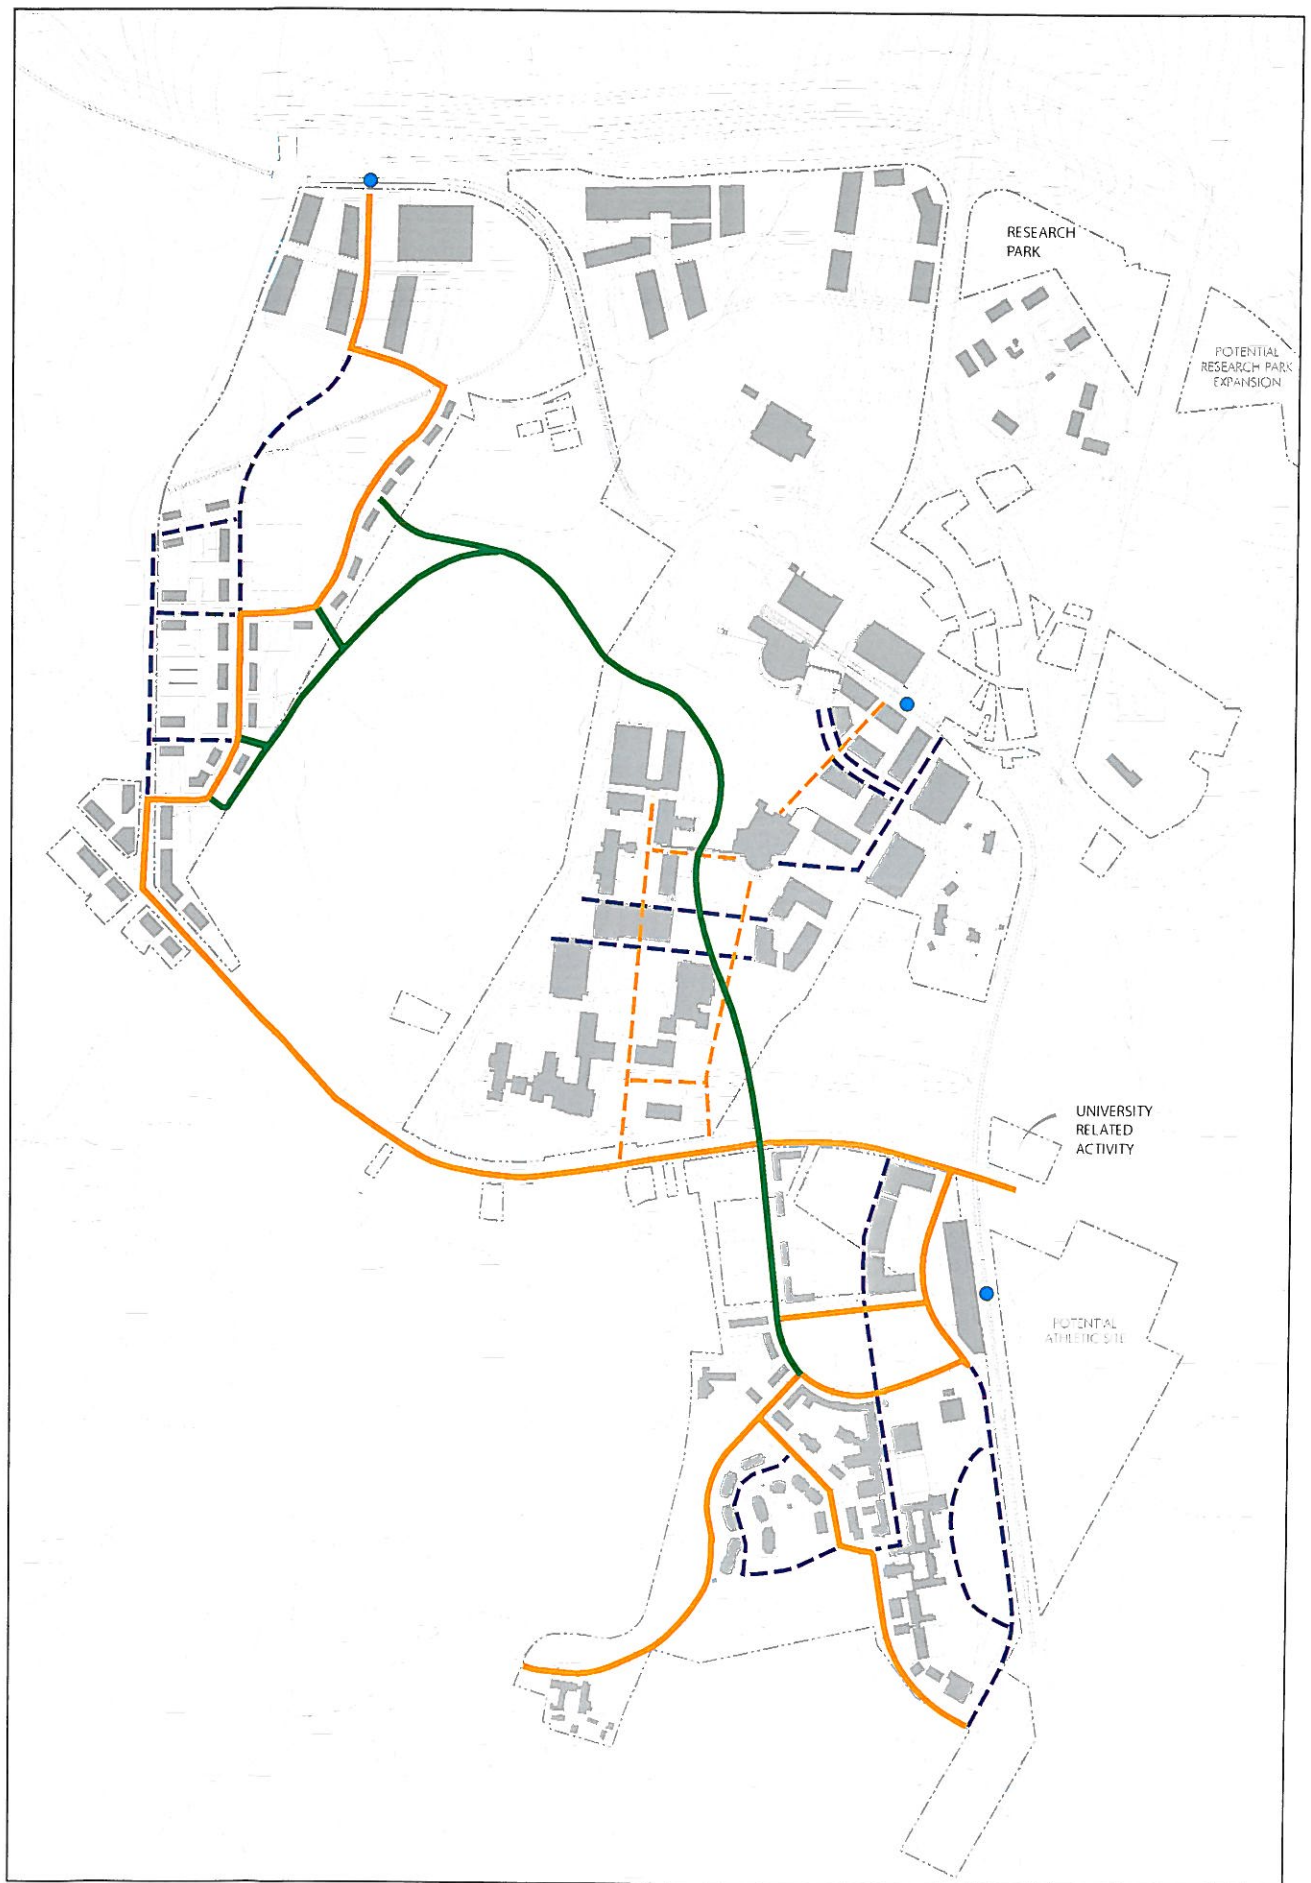 RESEARCH
PARK
POTENTIAL
RESEARCH PARK
EXPANSION
UNIVERSITY
RELATED
ACTIVITY
POTENTIAL
ATHLETIC SITE